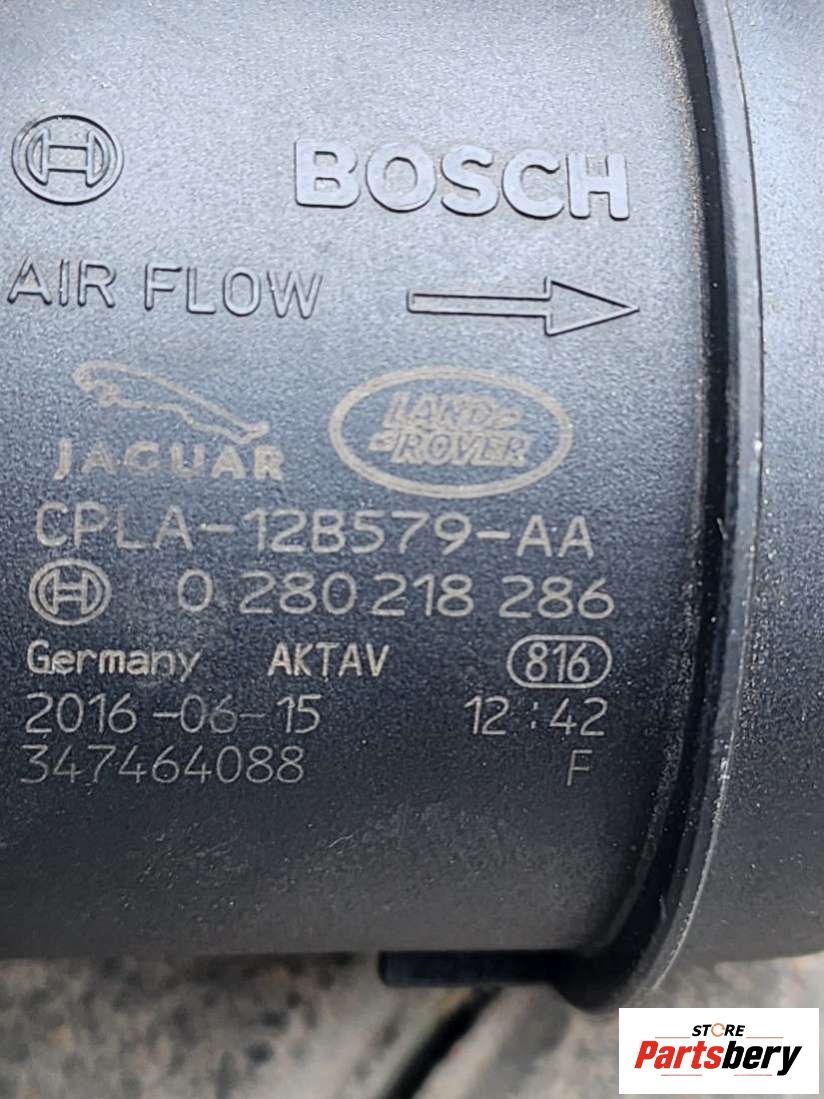 BOSCH
AIR FLOW
JAGUAR
LAND
ROVER
CPLA-12B579-AA
0 280 218 286
Germany AKTAV 816
2016-06-15 12:42
347464088 F
STORE
Partsbery